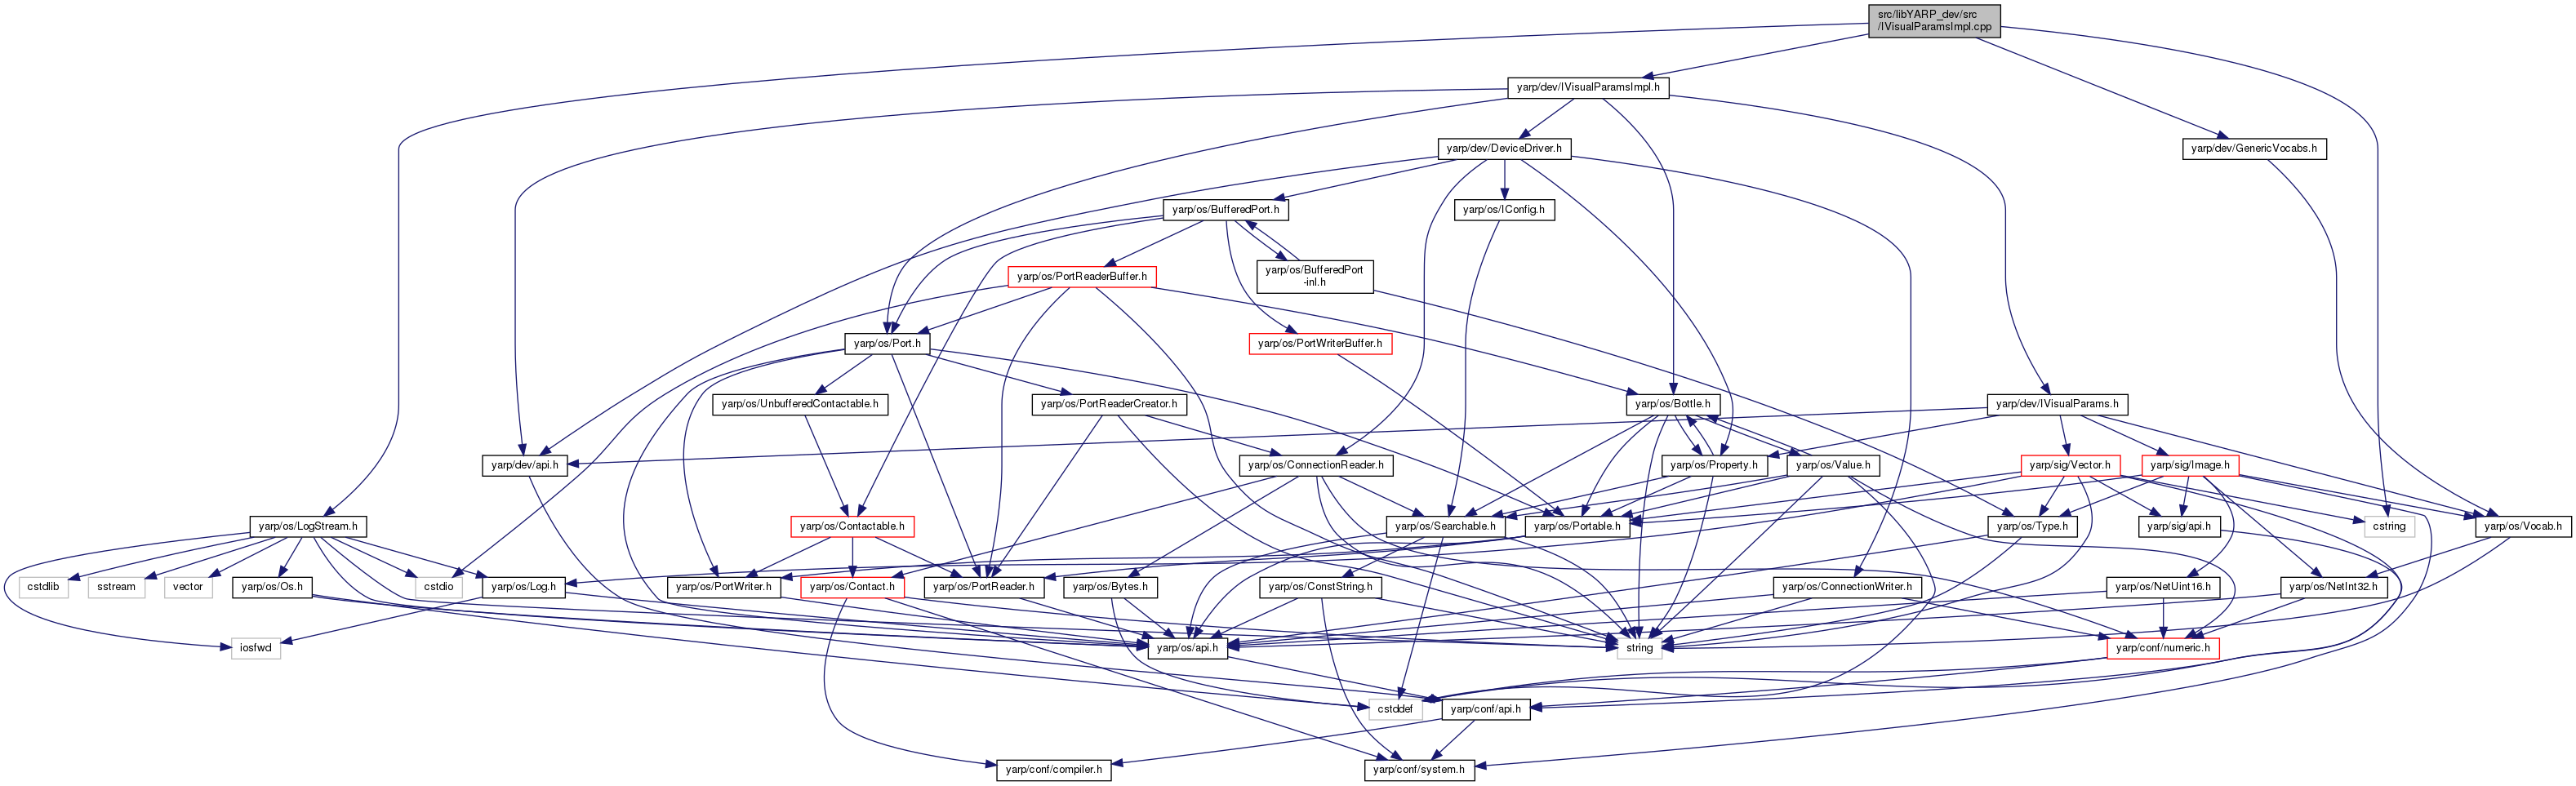 src/libYARP_dev/src
/IVisualParamsImpl.cpp
yarp/dev/IVisualParamsImpl.h
yarp/dev/DeviceDriver.h
yarp/dev/GenericVocabs.h
yarp/os/BufferedPort.h
yarp/os/IConfig.h
yarp/os/PortReaderBuffer.h
yarp/os/BufferedPort
-inl.h
yarp/os/Port.h
yarp/os/PortWriterBuffer.h
yarp/os/UnbufferedContactable.h
yarp/os/PortReaderCreator.h
yarp/os/Bottle.h
yarp/dev/IVisualParams.h
yarp/dev/api.h
yarp/os/ConnectionReader.h
yarp/os/Property.h
yarp/os/Value.h
yarp/sig/Vector.h
yarp/sig/Image.h
yarp/os/LogStream.h
yarp/os/Contactable.h
yarp/os/Searchable.h
yarp/os/Portable.h
yarp/os/Type.h
yarp/sig/api.h
cstring
yarp/os/Vocab.h
cstdlib
sstream
vector
yarp/os/Os.h
cstdio
yarp/os/Log.h
yarp/os/PortWriter.h
yarp/os/Contact.h
yarp/os/PortReader.h
yarp/os/Bytes.h
yarp/os/ConstString.h
yarp/os/ConnectionWriter.h
yarp/os/NetUint16.h
yarp/os/NetInt32.h
iosfwd
yarp/os/api.h
string
yarp/conf/numeric.h
cstddef
yarp/conf/api.h
yarp/conf/compiler.h
yarp/conf/system.h